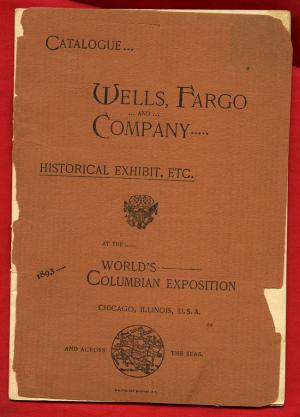 CATALOGUE...
WELLS, FARGO
... AND ...
COMPANY.....
HISTORICAL EXHIBIT, ETC.
AT THE
WORLD'S
COLUMBIAN EXPOSITION
1893
CHICAGO, ILLINOIS, U. S. A.
AND ACROSS THE SEAS.